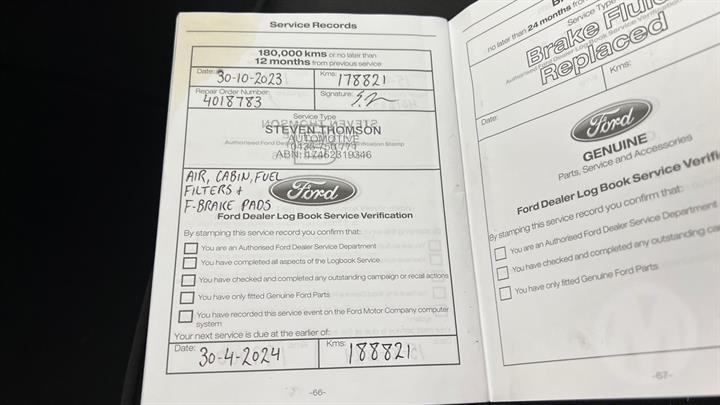 Service Records
180,000 kms or no later than
12 months from previous service
Date: 30-10-2023
Kms: 178821
Repair Order Number: 4018783
Signature:
Service Type
STEVEN THOMSON
AUTOMOTIVE
ABN: 17462319346
AIR, CABIN, FUEL
FILTERS +
F-BRAKE PADS
Ford
Ford Dealer Log Book Service Verification
By stamping this service record you confirm that:
You are an Authorised Ford Dealer Service Department
You have completed all aspects of the Logbook Service
You have checked and completed any outstanding campaign or recall actions
You have only fitted Genuine Ford Parts
You have recorded this service event on the Ford Motor Company computer
system
Your next service is due at the earlier of:
Date: 30-4-2024
Kms: 188821
-66-
no later than 24 months from
Service Type
Brake Fluid
Replaced
Date:
Kms:
Ford
GENUINE
Parts, Service and Accessories
Ford Dealer Log Book Service Verifi
By stamping this service record you confirm that:
You are an Authorised Ford Dealer Service Department
You have checked and completed any outstanding ca
You have only fitted Genuine Ford Parts
-67-